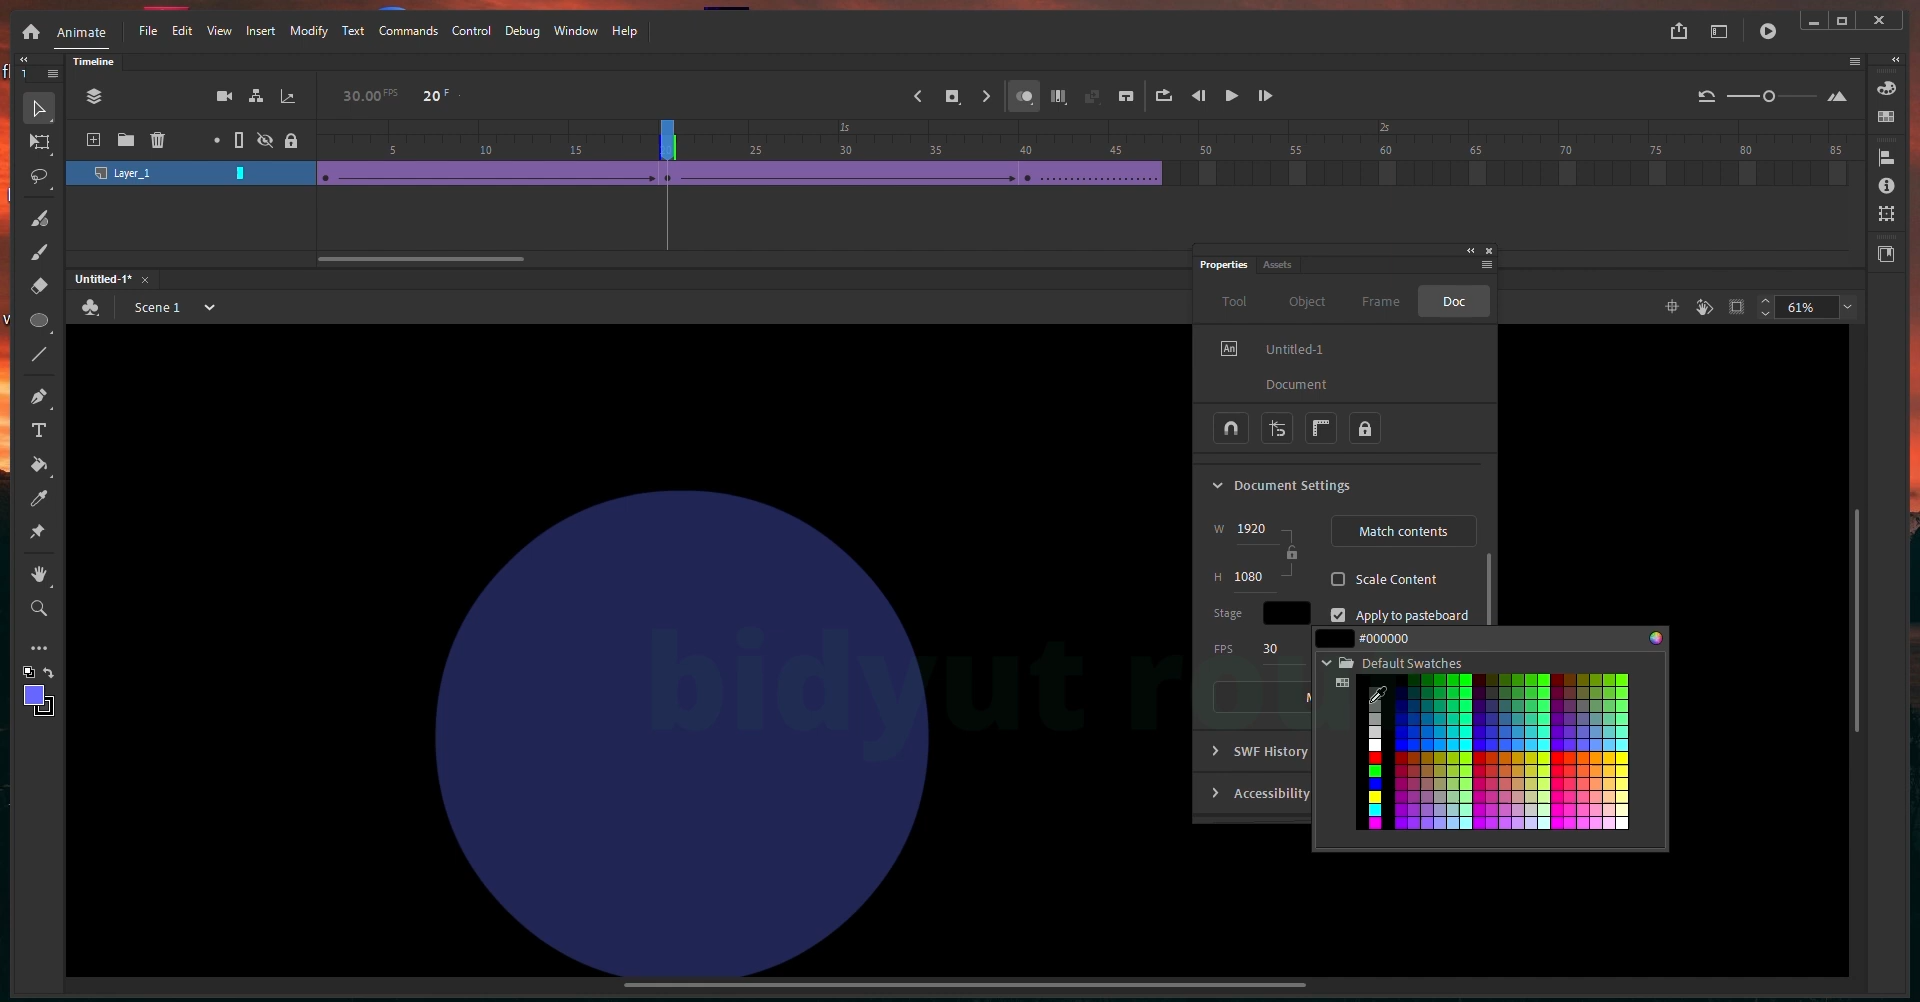 Animate File Edit View Insert Modify Text Commands Control Debug Window Help
Timeline
30.00 FPS 20 F
1s 2s
5 10 15 20 25 30 35 40 45 50 55 60 65 70 75 80 85
Layer_1
Properties Assets
Untitled-1*
Scene 1
Tool Object Frame Doc
61%
An Untitled-1
Document
Document Settings
W 1920 Match contents
H 1080 Scale Content
Stage Apply to pasteboard
#000000
FPS 30
Default Swatches
bidyut rou
SWF History
Accessibility